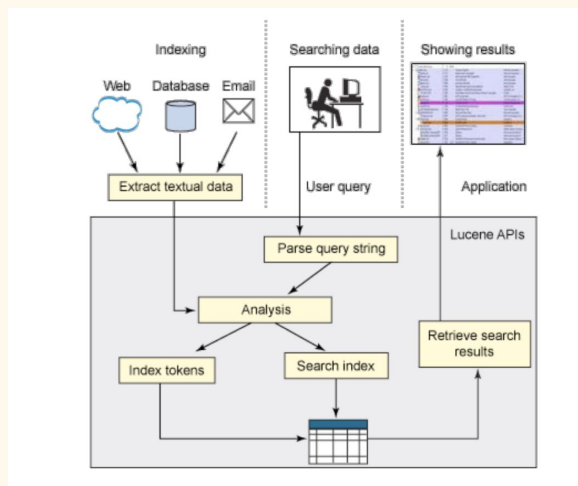 Indexing
Searching data
Showing results
Web
Database
Email
Extract textual data
User query
Application
Lucene APIs
Parse query string
Analysis
Index tokens
Search index
Retrieve search
results